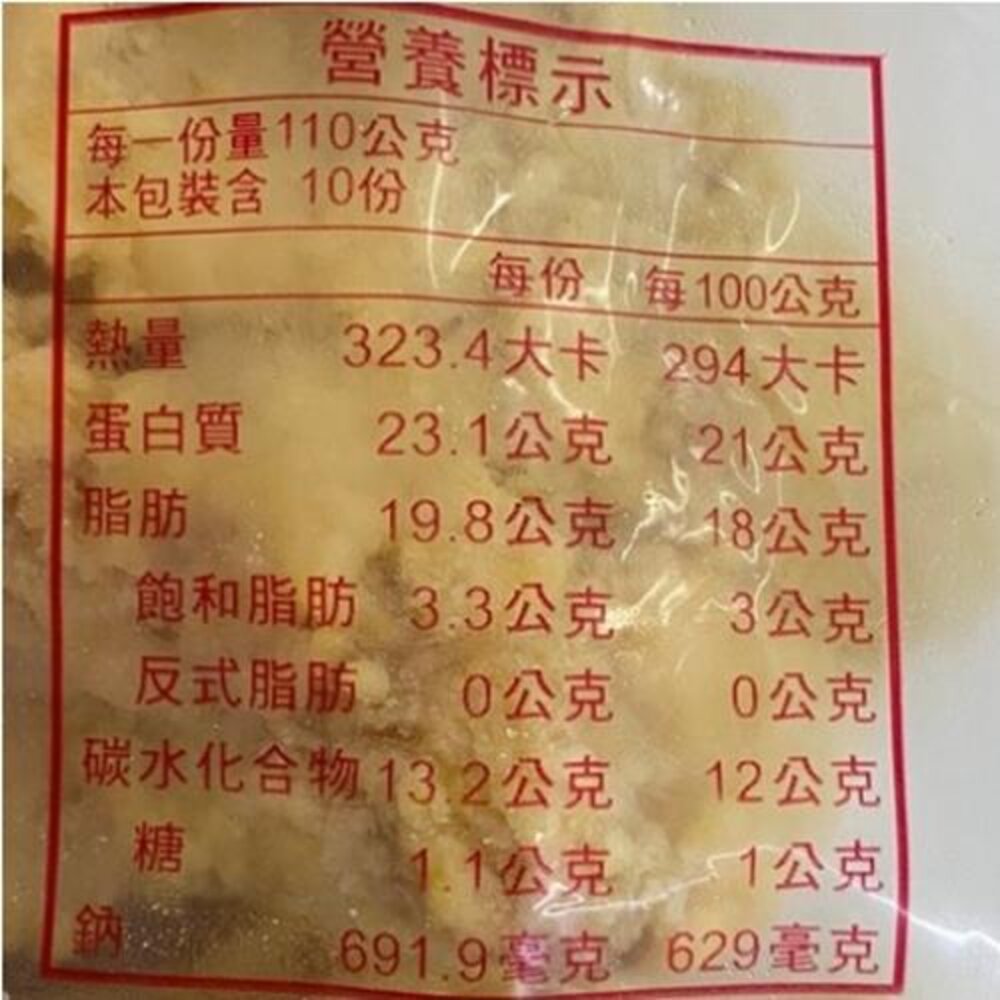 營養標示
每一份量110公克
本包裝含 10份
每份 每100公克
熱量 323.4大卡 294大卡
蛋白質 23.1公克 21公克
脂肪 19.8公克 18公克
飽和脂肪 3.3公克 3公克
反式脂肪 0公克 0公克
碳水化合物 13.2公克 12公克
糖 1.1公克 1公克
鈉 691.9毫克 629毫克